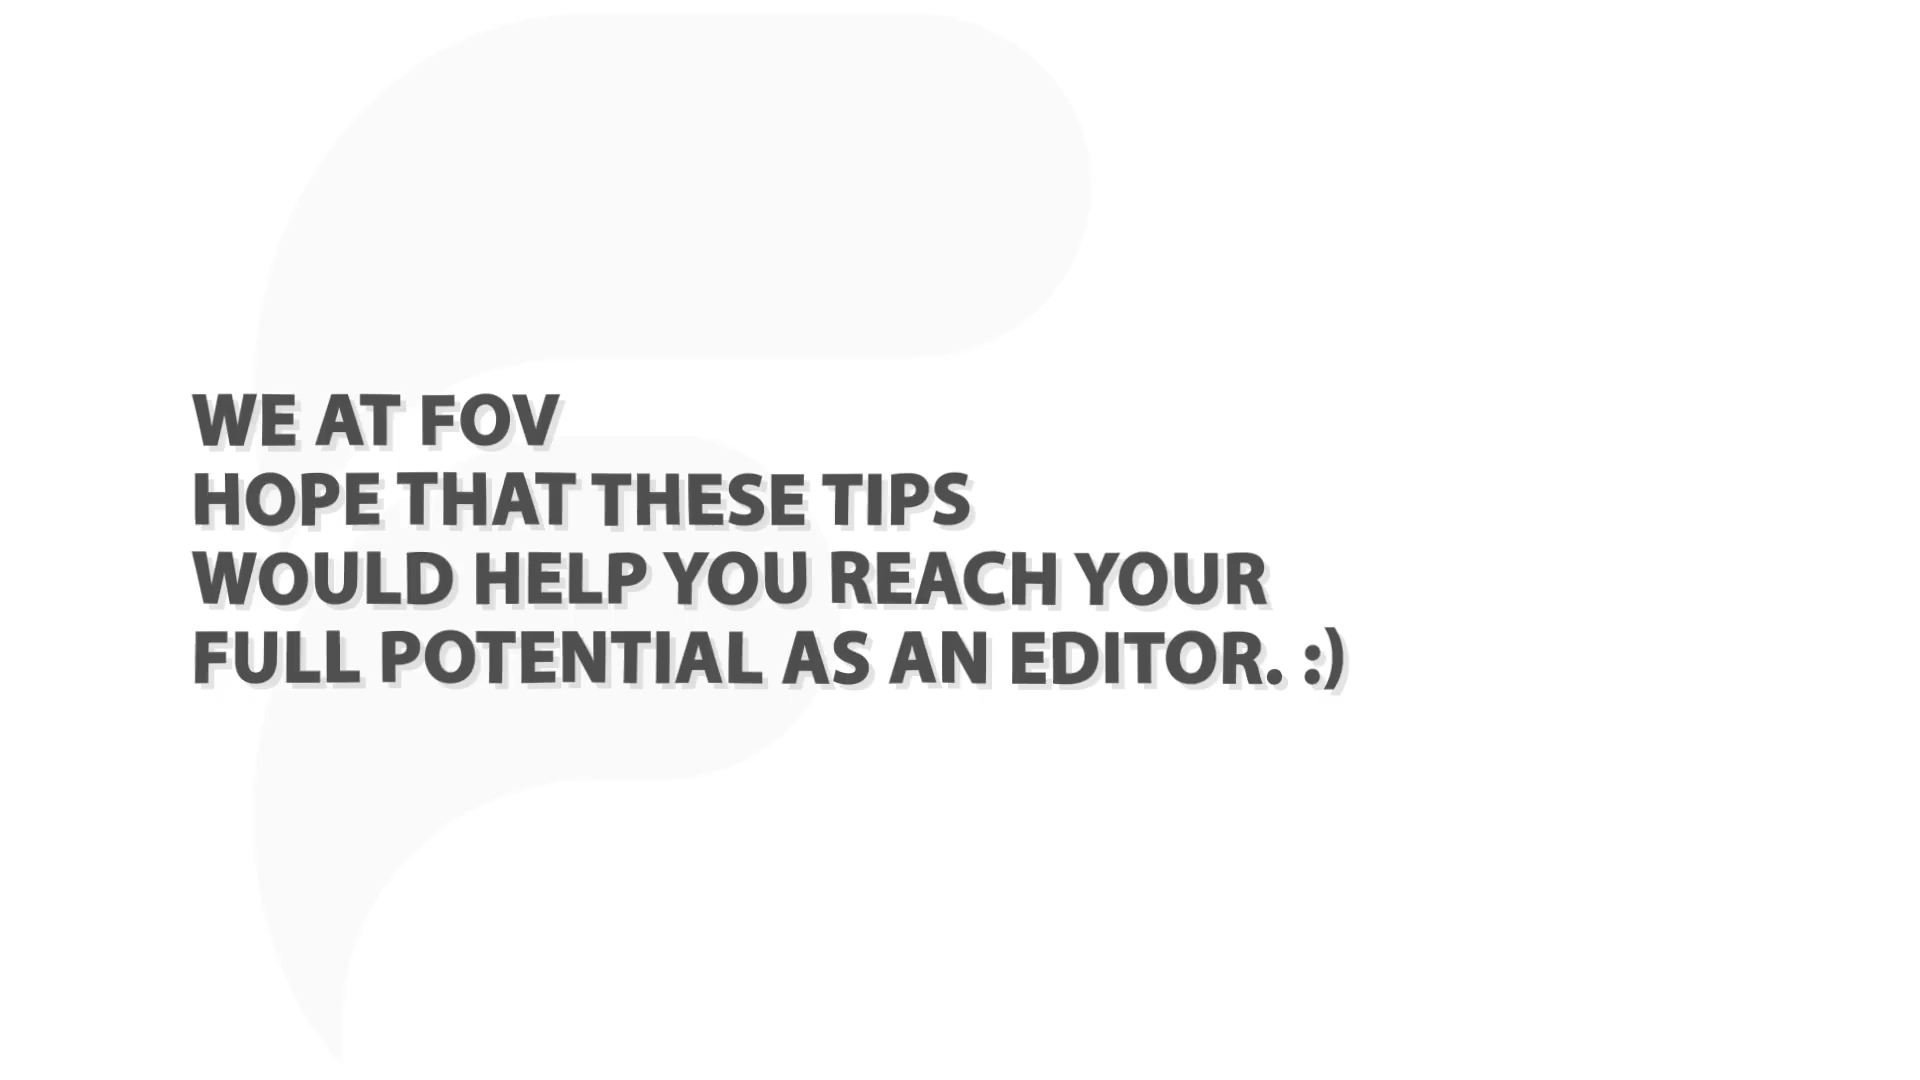 WE AT FOV
HOPE THAT THESE TIPS
WOULD HELP YOU REACH YOUR
FULL POTENTIAL AS AN EDITOR. :)